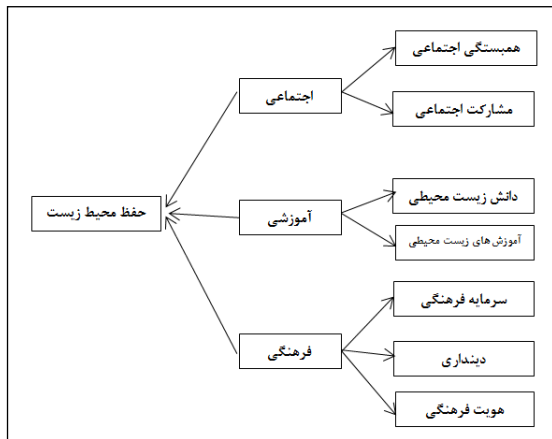 همبستگی اجتماعی
اجتماعی
مشارکت اجتماعی
دانش زیست محیطی
حفظ محیط زیست
آموزشی
آموزش های زیست محیطی
سرمایه فرهنگی
فرهنگی
دینداری
هویت فرهنگی